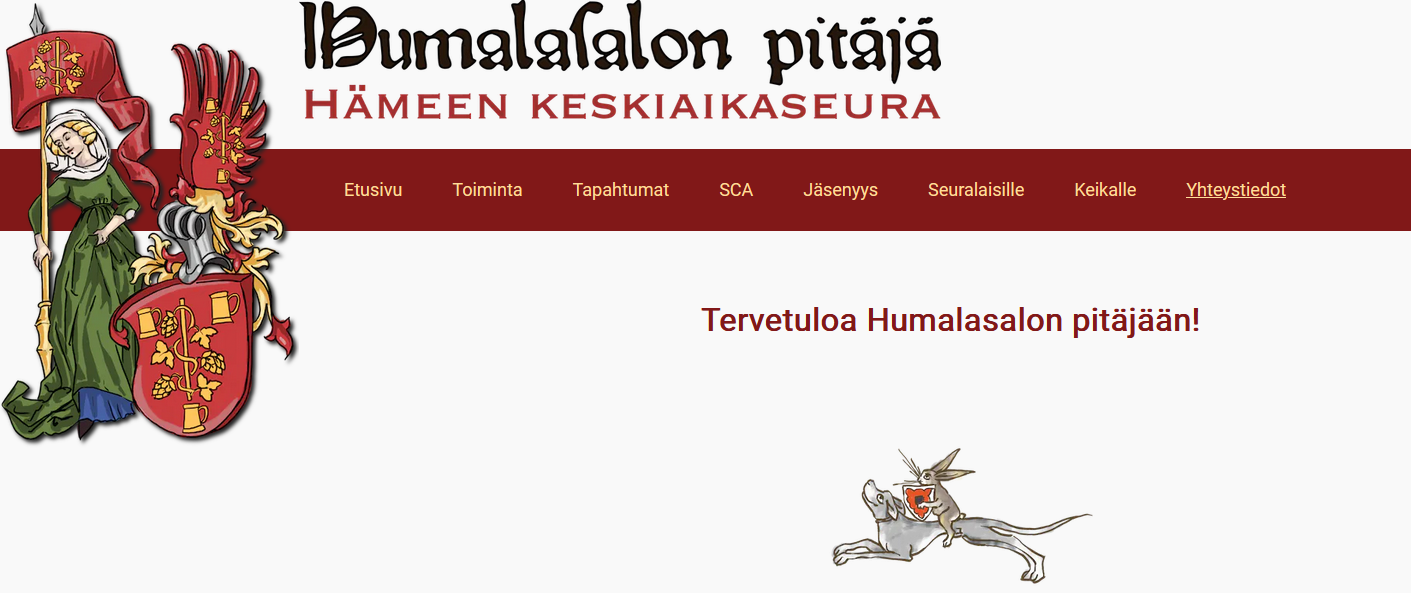 Humalasalon pitäjä
Hämeen keskiaikaseura
Etusivu Toiminta Tapahtumat SCA Jäsenyys Seuralaisille Keikalle Yhteystiedot
Tervetuloa Humalasalon pitäjään!